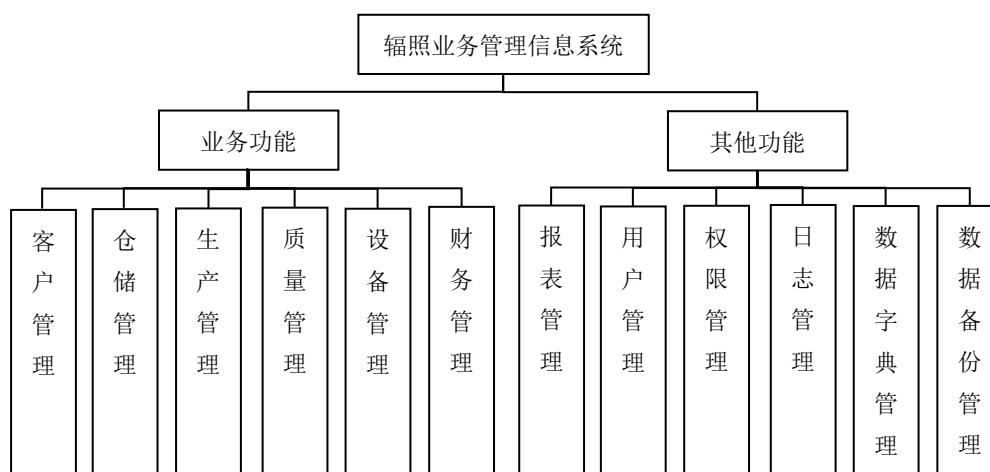 辐照业务管理信息系统
业务功能
其他功能
客户管理
仓储管理
生产管理
质量管理
设备管理
财务管理
报表管理
用户管理
权限管理
日志管理
数据字典管理
数据备份管理